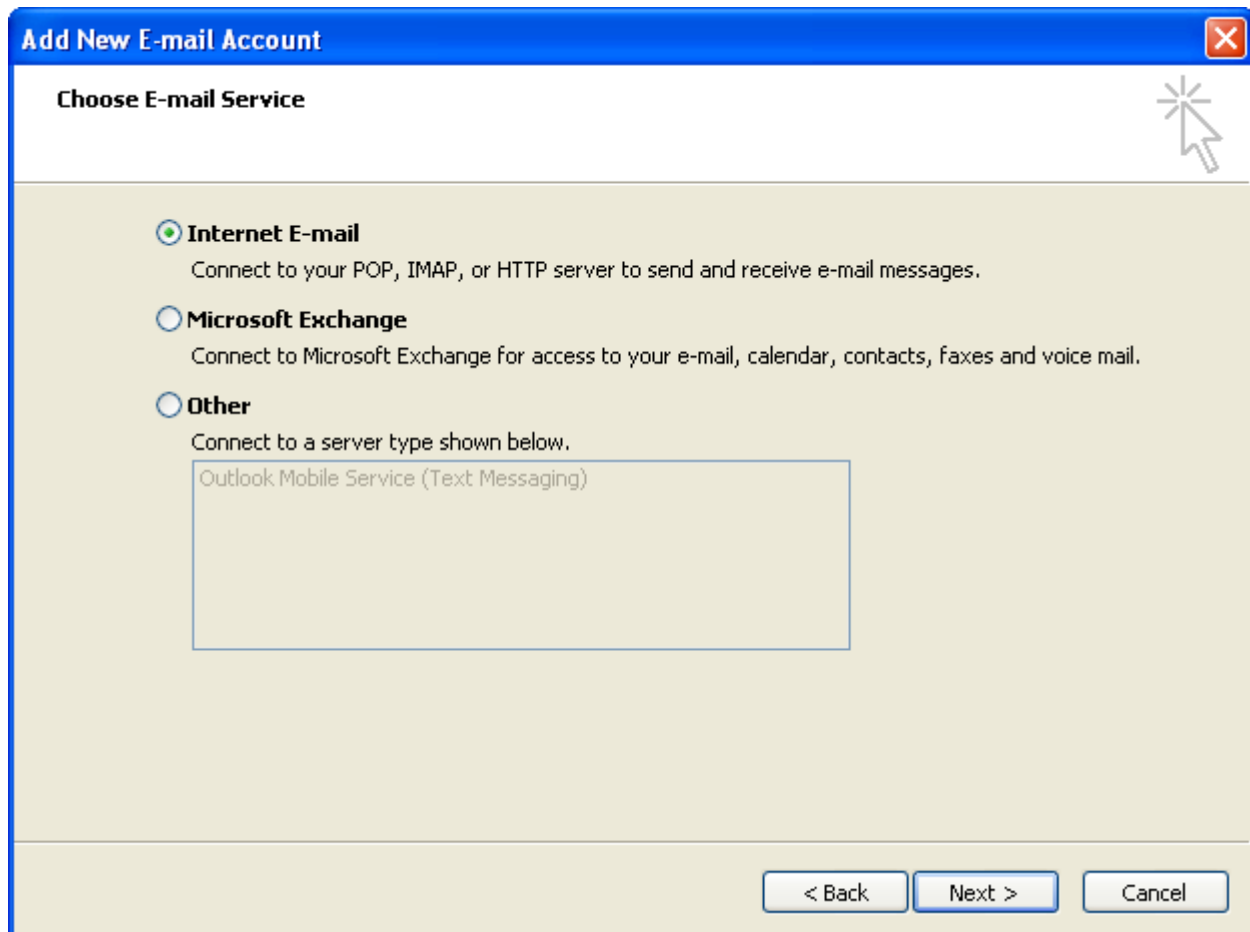 Add New E-mail Account
Choose E-mail Service
Internet E-mail
Connect to your POP, IMAP, or HTTP server to send and receive e-mail messages.
Microsoft Exchange
Connect to Microsoft Exchange for access to your e-mail, calendar, contacts, faxes and voice mail.
Other
Connect to a server type shown below.
Outlook Mobile Service (Text Messaging)
< Back Next > Cancel